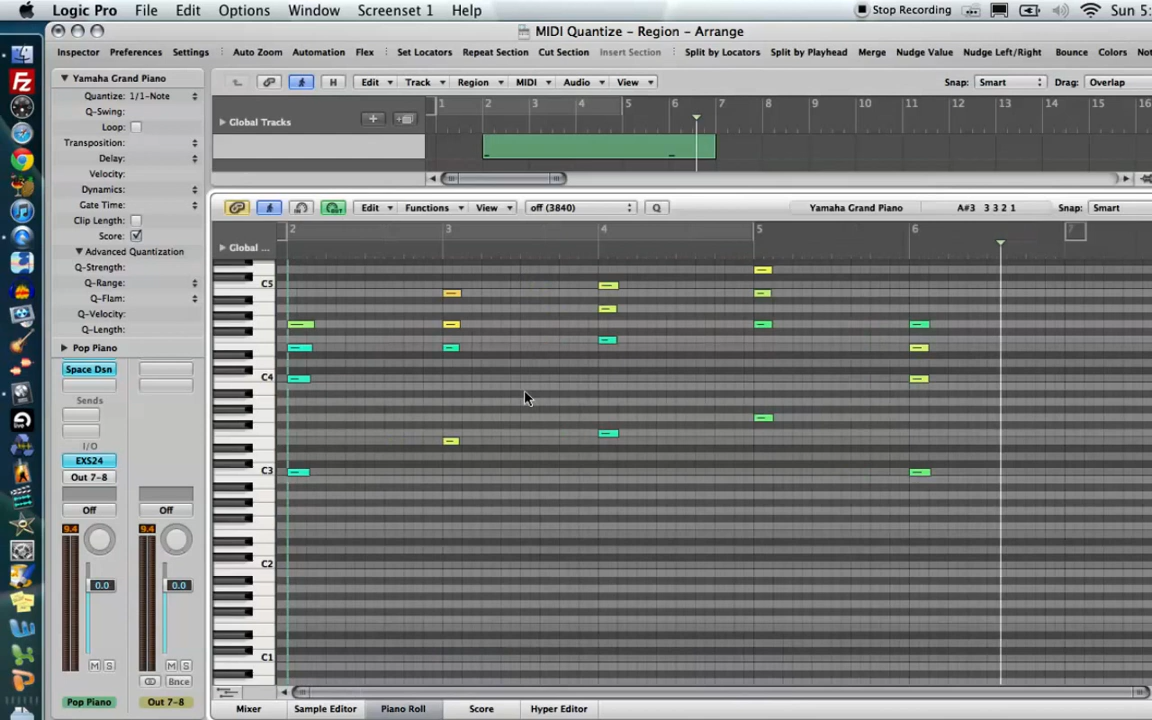 Logic Pro File Edit Options Window Screenset 1 Help Stop Recording Sun 5:
MIDI Quantize – Region – Arrange
Inspector Preferences Settings Auto Zoom Automation Flex Set Locators Repeat Section Cut Section Insert Section Split by Locators Split by Playhead Merge Nudge Value Nudge Left/Right Bounce Colors Not
Yamaha Grand Piano
H Edit Track Region MIDI Audio View Snap: Smart Drag: Overlap
Quantize: 1/1-Note
Q-Swing:
Loop:
Transposition:
Delay:
Velocity:
Dynamics:
Gate Time:
Clip Length:
Score:
Advanced Quantization
Q-Strength:
Q-Range:
Q-Flam:
Q-Velocity:
Q-Length:
Pop Piano
Space Dsn
Sends
I/O
EXS24
Out 7-8
Off Off
9.4 9.4
0.0 0.0
M S M S
Bnce
Pop Piano Out 7-8
1 2 3 4 5 6 7 8 9 10 11 12 13 14 15 16
Global Tracks
Edit Functions View off (3840) Q Yamaha Grand Piano A#3 3 3 2 1 Snap: Smart
2 3 4 5 6 7
Global ...
C5
C4
C3
C2
C1
Mixer Sample Editor Piano Roll Score Hyper Editor